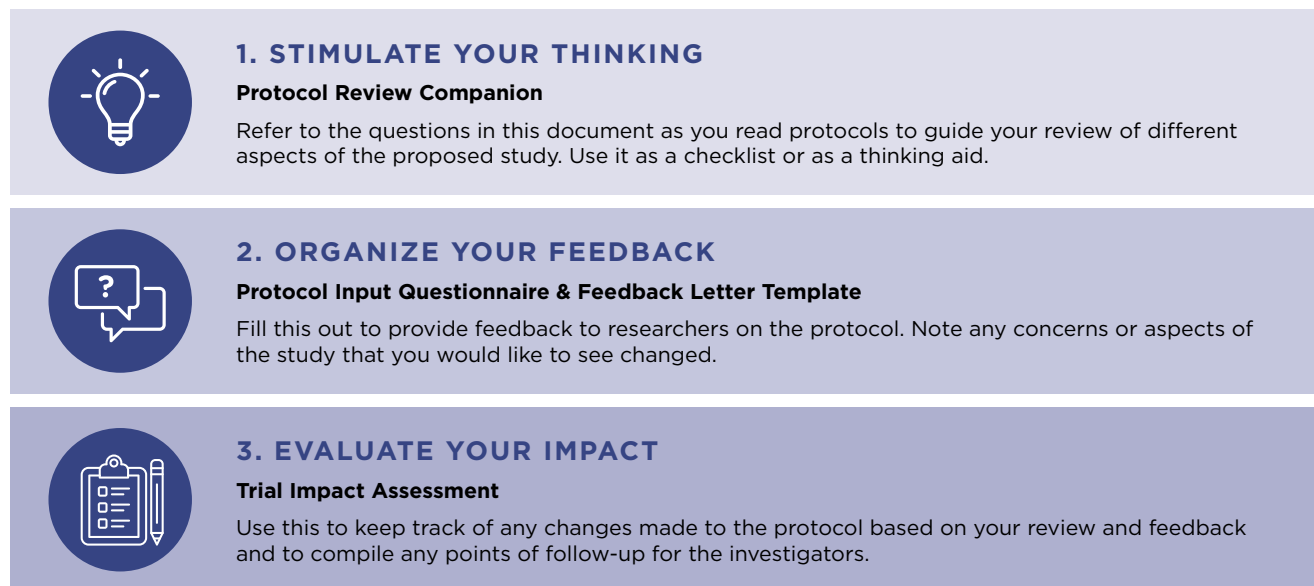 1. STIMULATE YOUR THINKING
Protocol Review Companion
Refer to the questions in this document as you read protocols to guide your review of different
aspects of the proposed study. Use it as a checklist or as a thinking aid.
?
2. ORGANIZE YOUR FEEDBACK
Protocol Input Questionnaire & Feedback Letter Template
Fill this out to provide feedback to researchers on the protocol. Note any concerns or aspects of
the study that you would like to see changed.
3. EVALUATE YOUR IMPACT
Trial Impact Assessment
Use this to keep track of any changes made to the protocol based on your review and feedback
and to compile any points of follow-up for the investigators.